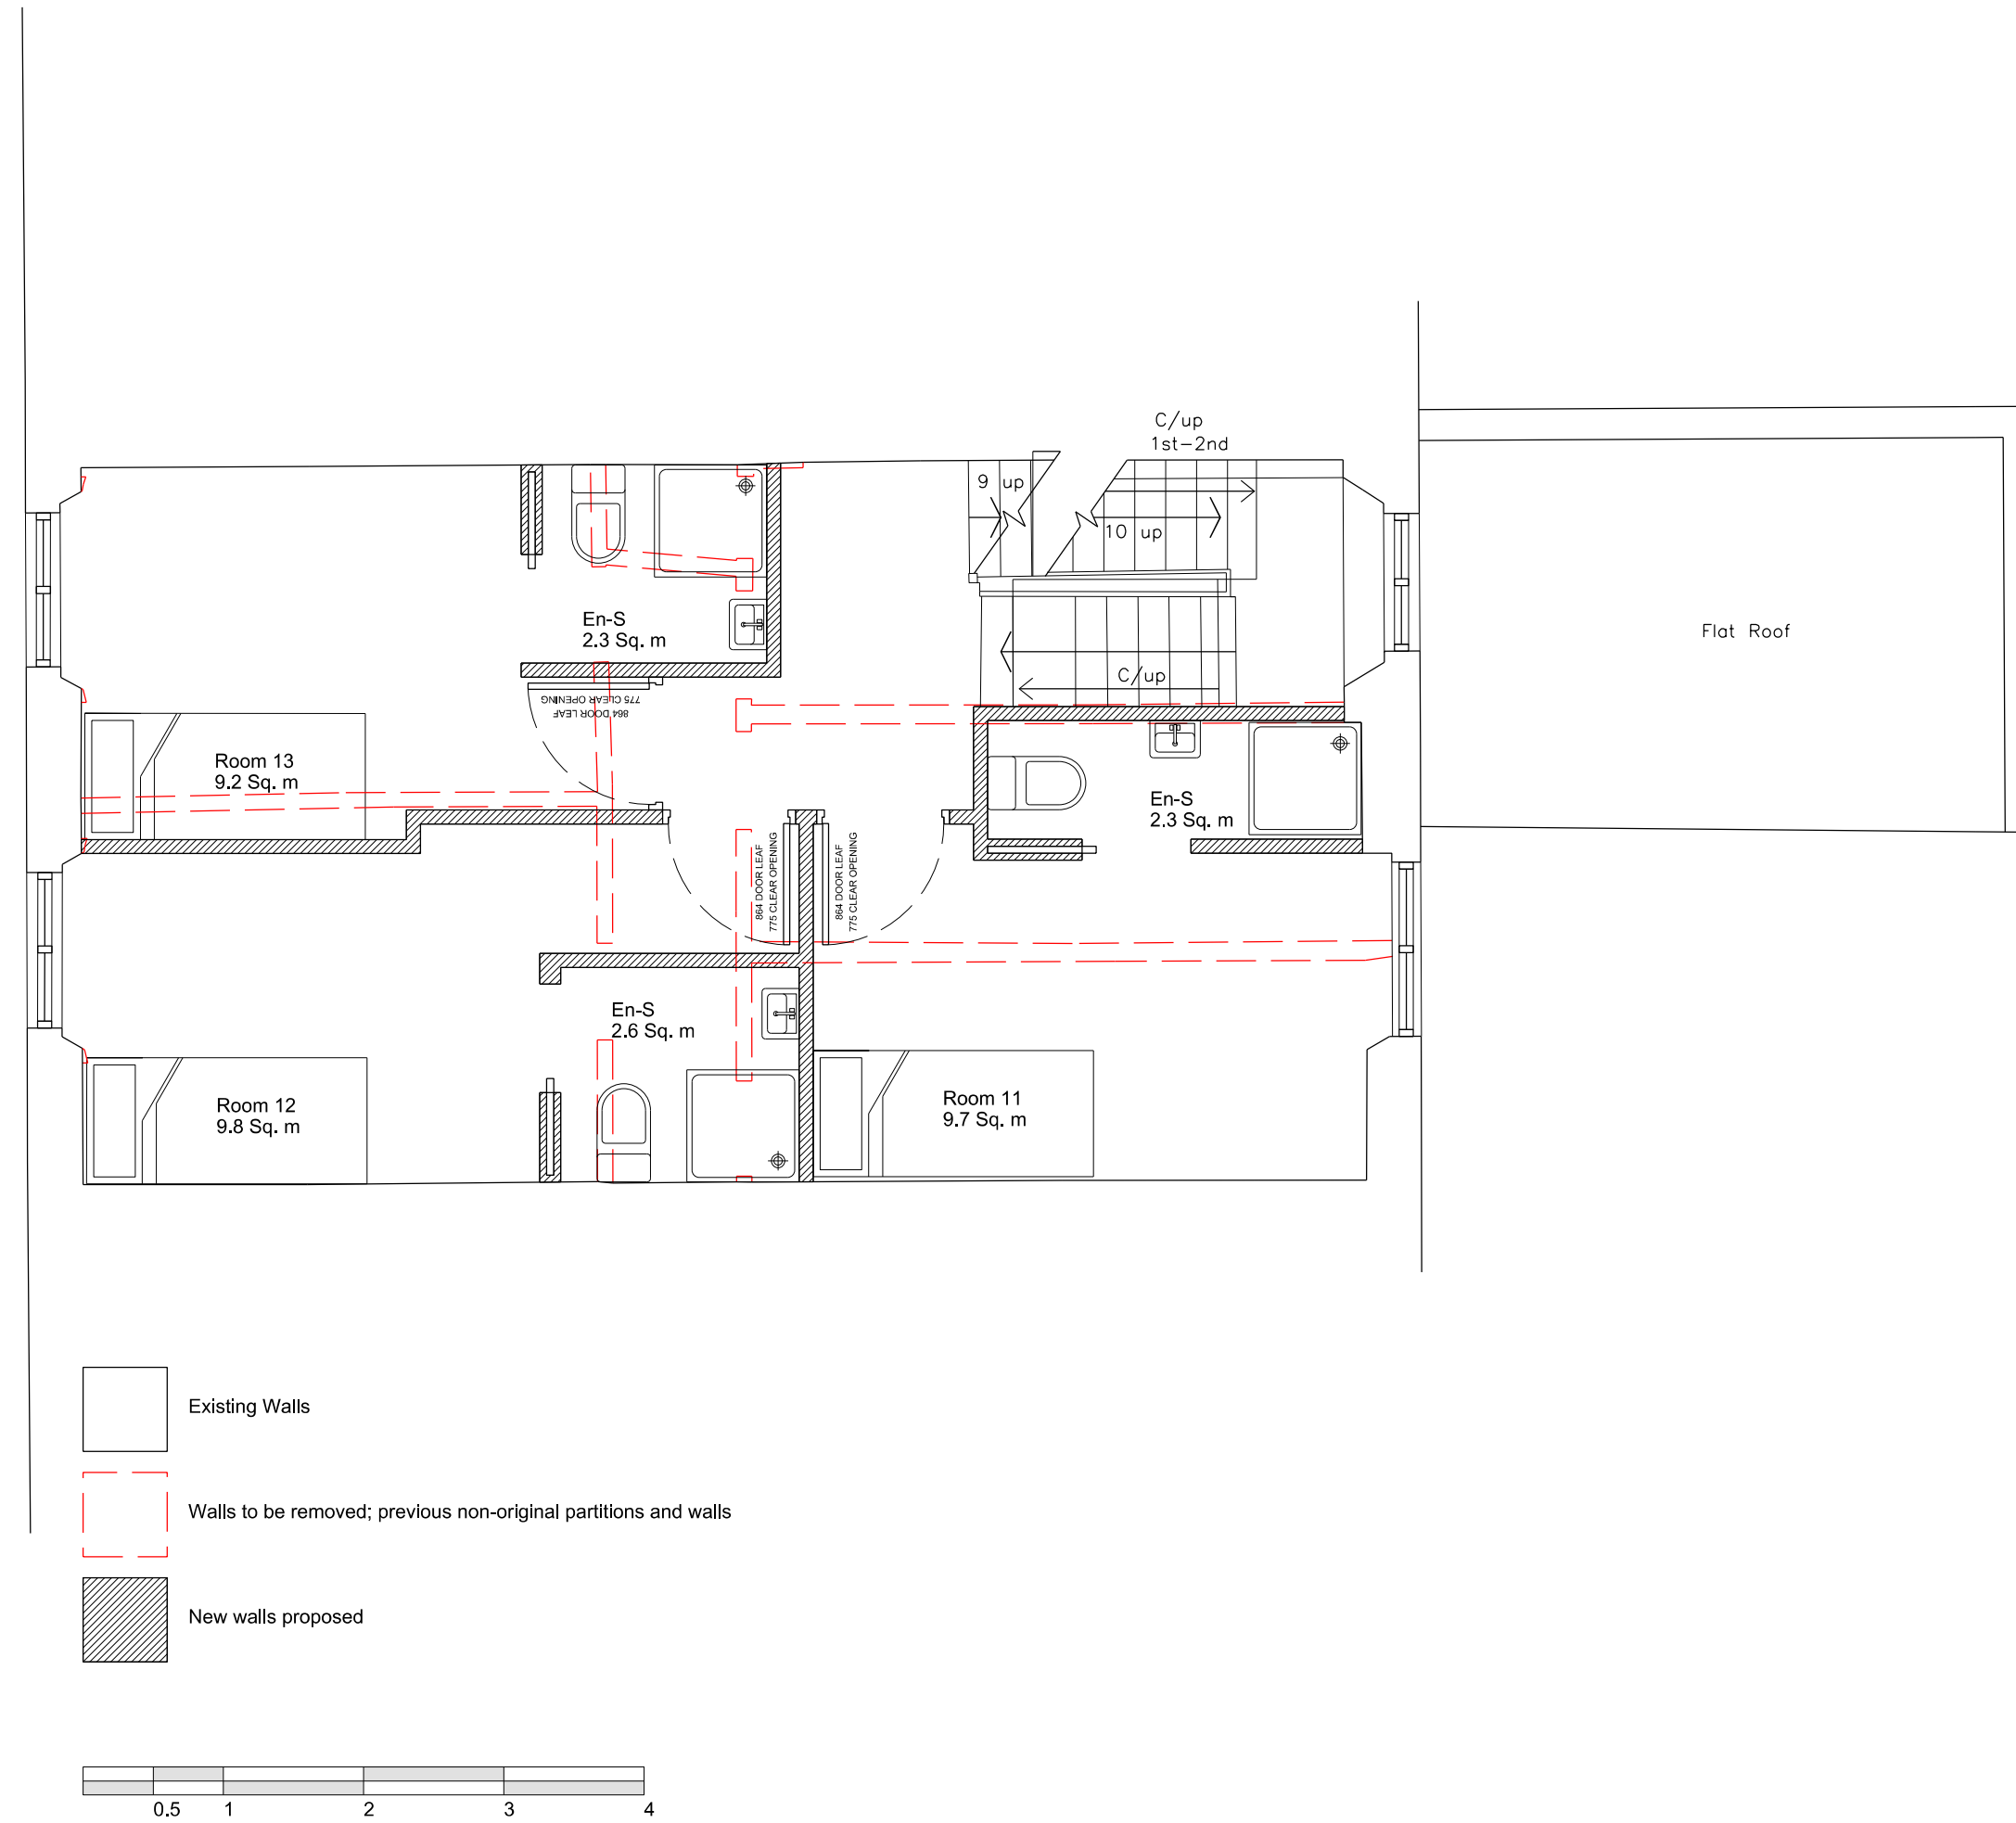 C/up
1st-2nd
9 up
10 up
C/up
Flat Roof
En-S
2.3 Sq. m
864 DOOR LEAF
775 CLEAR OPENING
Room 13
9.2 Sq. m
En-S
2.3 Sq. m
864 DOOR LEAF
775 CLEAR OPENING
864 DOOR LEAF
775 CLEAR OPENING
En-S
2.6 Sq. m
Room 12
9.8 Sq. m
Room 11
9.7 Sq. m
Existing Walls
Walls to be removed; previous non-original partitions and walls
New walls proposed
0.5 1 2 3 4